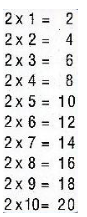 2 x 1 = 2
2 x 2 = 4
2 x 3 = 6
2 x 4 = 8
2 x 5 = 10
2 x 6 = 12
2 x 7 = 14
2 x 8 = 16
2 x 9 = 18
2 x10= 20